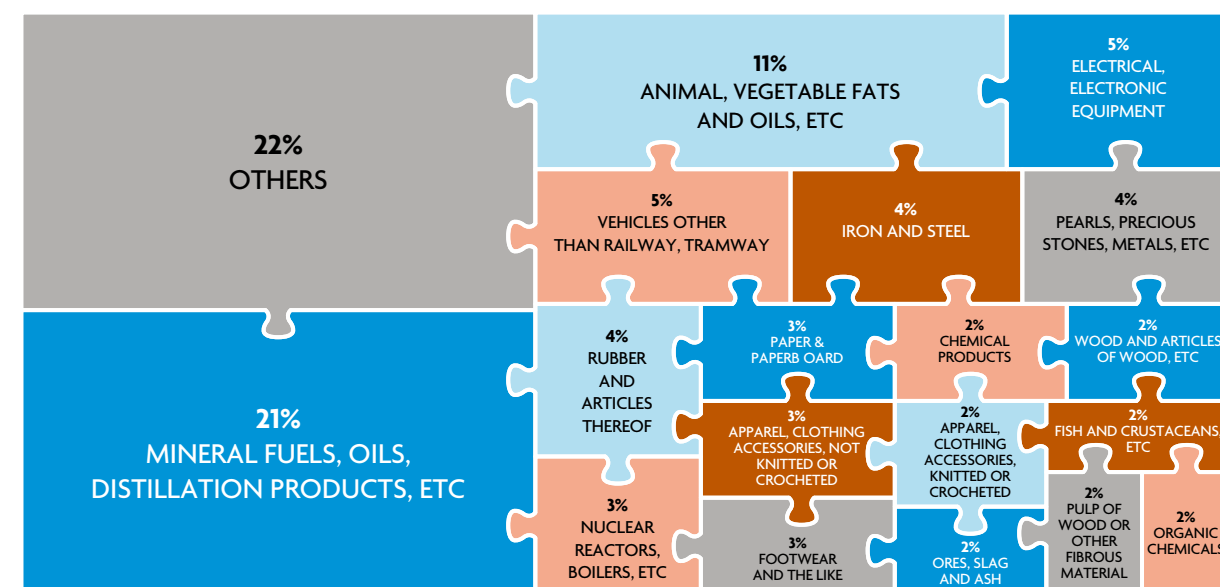 22%
OTHERS
11%
ANIMAL, VEGETABLE FATS
AND OILS, ETC
5%
ELECTRICAL,
ELECTRONIC
EQUIPMENT
5%
VEHICLES OTHER
THAN RAILWAY, TRAMWAY
4%
IRON AND STEEL
4%
PEARLS, PRECIOUS
STONES, METALS, ETC
21%
MINERAL FUELS, OILS,
DISTILLATION PRODUCTS, ETC
4%
RUBBER
AND
ARTICLES
THEREOF
3%
PAPER &
PAPERB OARD
2%
CHEMICAL
PRODUCTS
2%
WOOD AND ARTICLES
OF WOOD, ETC
3%
APPAREL, CLOTHING
ACCESSORIES, NOT
KNITTED OR
CROCHETED
2%
APPAREL,
CLOTHING
ACCESSORIES,
KNITTED OR
CROCHETED
2%
FISH AND CRUSTACEANS,
ETC
3%
NUCLEAR
REACTORS,
BOILERS, ETC
3%
FOOTWEAR
AND THE LIKE
2%
ORES, SLAG
AND ASH
2%
PULP OF
WOOD OR
OTHER
FIBROUS
MATERIAL
2%
ORGANIC
CHEMICALS